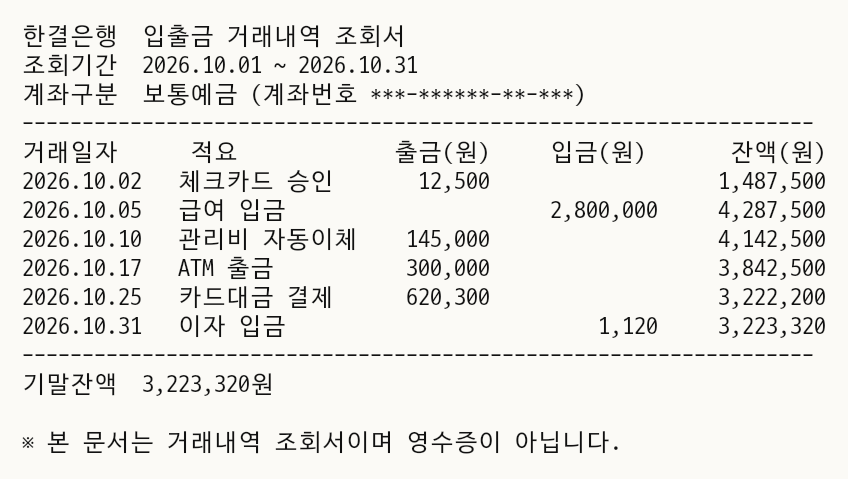 한결은행  입출금 거래내역 조회서
조회기간  2026.10.01 ~ 2026.10.31
계좌구분  보통예금 (계좌번호 ***-******-**-***)
------------------------------------------------------------------
거래일자      적요             출금(원)     입금(원)       잔액(원)
2026.10.02   체크카드 승인       12,500                   1,487,500
2026.10.05   급여 입금                      2,800,000     4,287,500
2026.10.10   관리비 자동이체    145,000                   4,142,500
2026.10.17   ATM 출금           300,000                   3,842,500
2026.10.25   카드대금 결제      620,300                   3,222,200
2026.10.31   이자 입금                          1,120     3,223,320
------------------------------------------------------------------
기말잔액  3,223,320원
※ 본 문서는 거래내역 조회서이며 영수증이 아닙니다.